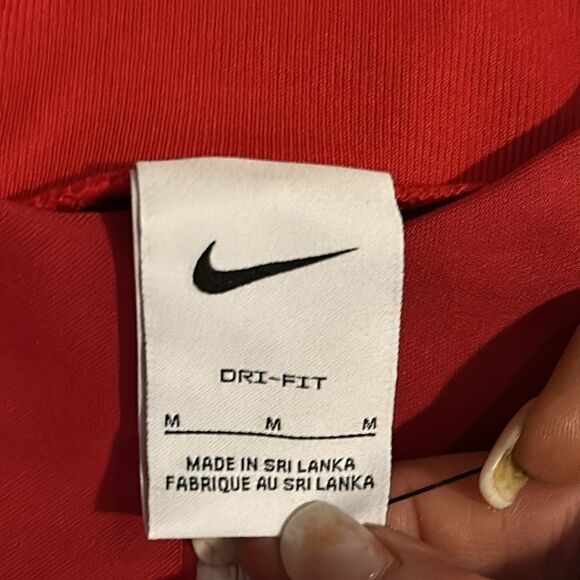 DRI-FIT
M M M
MADE IN SRI LANKA
FABRIQUE AU SRI LANKA